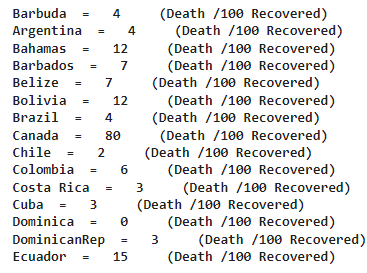 Barbuda = 4 (Death /100 Recovered)
Argentina = 4 (Death /100 Recovered)
Bahamas = 12 (Death /100 Recovered)
Barbados = 7 (Death /100 Recovered)
Belize = 7 (Death /100 Recovered)
Bolivia = 12 (Death /100 Recovered)
Brazil = 4 (Death /100 Recovered)
Canada = 80 (Death /100 Recovered)
Chile = 2 (Death /100 Recovered)
Colombia = 6 (Death /100 Recovered)
Costa Rica = 3 (Death /100 Recovered)
Cuba = 3 (Death /100 Recovered)
Dominica = 0 (Death /100 Recovered)
DominicanRep = 3 (Death /100 Recovered)
Ecuador = 15 (Death /100 Recovered)